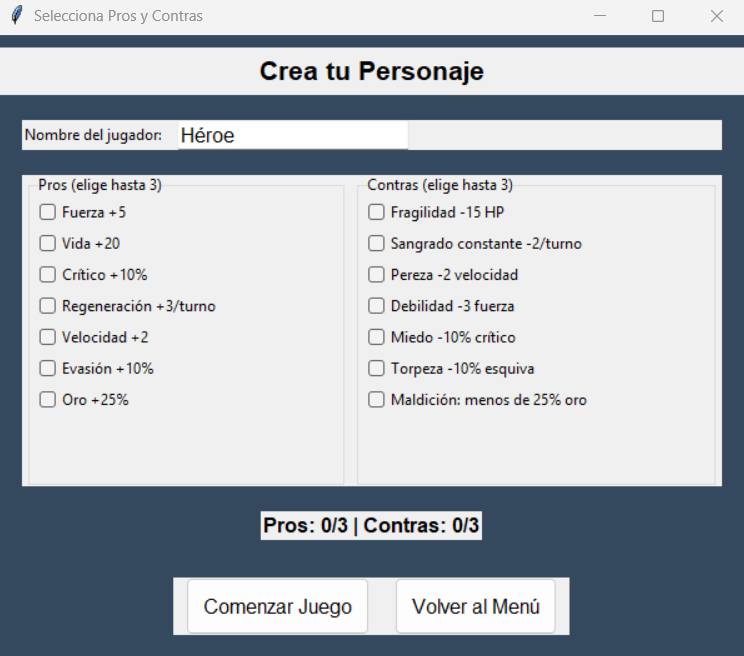 Selecciona Pros y Contras
Crea tu Personaje
Nombre del jugador: Héroe
Pros (elige hasta 3)
Fuerza +5
Vida +20
Crítico +10%
Regeneración +3/turno
Velocidad +2
Evasión +10%
Oro +25%
Contras (elige hasta 3)
Fragilidad -15 HP
Sangrado constante -2/turno
Pereza -2 velocidad
Debilidad -3 fuerza
Miedo -10% crítico
Torpeza -10% esquiva
Maldición: menos de 25% oro
Pros: 0/3 | Contras: 0/3
Comenzar Juego
Volver al Menú